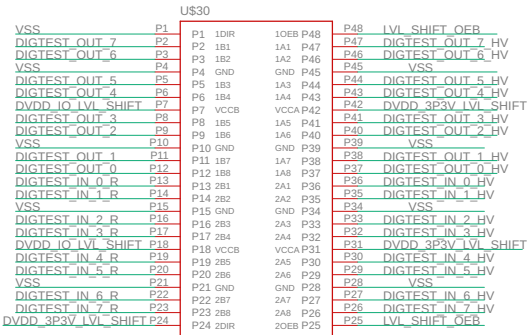 U$30
VSS P1 P1 1DIR 1OEB P48 P48 LVL_SHIFT_OEB
DIGTEST_OUT_7 P2 P2 1B1 1A1 P47 P47 DIGTEST_OUT_7_HV
DIGTEST_OUT_6 P3 P3 1B2 1A2 P46 P46 DIGTEST_OUT_6_HV
VSS P4 P4 GND GND P45 P45 VSS
DIGTEST_OUT_5 P5 P5 1B3 1A3 P44 P44 DIGTEST_OUT_5_HV
DIGTEST_OUT_4 P6 P6 1B4 1A4 P43 P43 DIGTEST_OUT_4_HV
DVDD_IO_LVL_SHIFT P7 P7 VCCB VCCA P42 P42 DVDD_3P3V_LVL_SHIFT
DIGTEST_OUT_3 P8 P8 1B5 1A5 P41 P41 DIGTEST_OUT_3_HV
DIGTEST_OUT_2 P9 P9 1B6 1A6 P40 P40 DIGTEST_OUT_2_HV
VSS P10 P10 GND GND P39 P39 VSS
DIGTEST_OUT_1 P11 P11 1B7 1A7 P38 P38 DIGTEST_OUT_1_HV
DIGTEST_OUT_0 P12 P12 1B8 1A8 P37 P37 DIGTEST_OUT_0_HV
DIGTEST_IN_0_R P13 P13 2B1 2A1 P36 P36 DIGTEST_IN_0_HV
DIGTEST_IN_1_R P14 P14 2B2 2A2 P35 P35 DIGTEST_IN_1_HV
VSS P15 P15 GND GND P34 P34 VSS
DIGTEST_IN_2_R P16 P16 2B3 2A3 P33 P33 DIGTEST_IN_2_HV
DIGTEST_IN_3_R P17 P17 2B4 2A4 P32 P32 DIGTEST_IN_3_HV
DVDD_IO_LVL_SHIFT P18 P18 VCCB VCCA P31 P31 DVDD_3P3V_LVL_SHIFT
DIGTEST_IN_4_R P19 P19 2B5 2A5 P30 P30 DIGTEST_IN_4_HV
DIGTEST_IN_5_R P20 P20 2B6 2A6 P29 P29 DIGTEST_IN_5_HV
VSS P21 P21 GND GND P28 P28 VSS
DIGTEST_IN_6_R P22 P22 2B7 2A7 P27 P27 DIGTEST_IN_6_HV
DIGTEST_IN_7_R P23 P23 2B8 2A8 P26 P26 DIGTEST_IN_7_HV
DVDD_3P3V_LVL_SHIFT P24 P24 2DIR 2OEB P25 P25 LVL_SHIFT_OEB